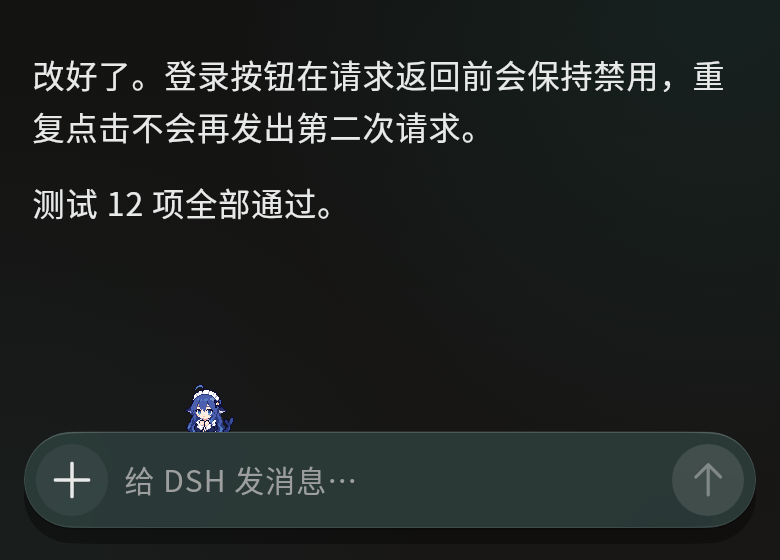 改好了。登录按钮在请求返回前会保持禁用，重
复点击不会再发出第二次请求。
测试 12 项全部通过。
给 DSH 发消息…